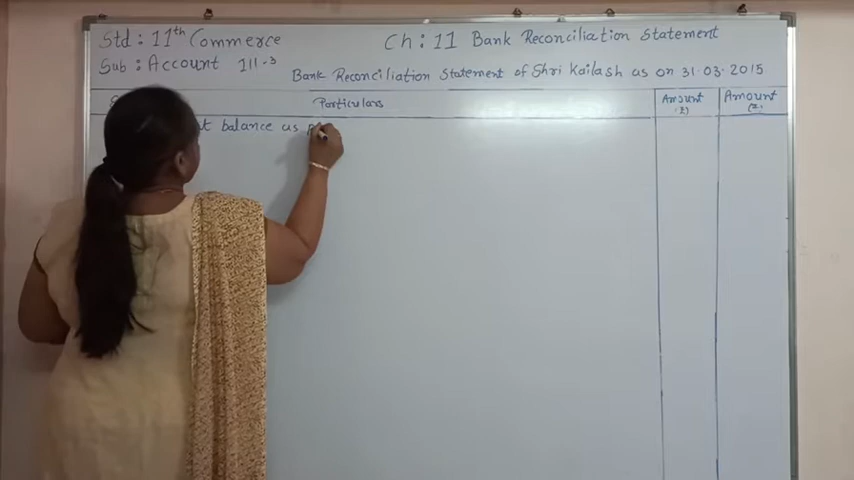 Std : 11th Commerce
Ch : 11 Bank Reconciliation Statement
Sub : Account 111-3
Bank Reconciliation Statement of Shri Kailash as on 31.03.2015
Particulars Amount Amount
balance as